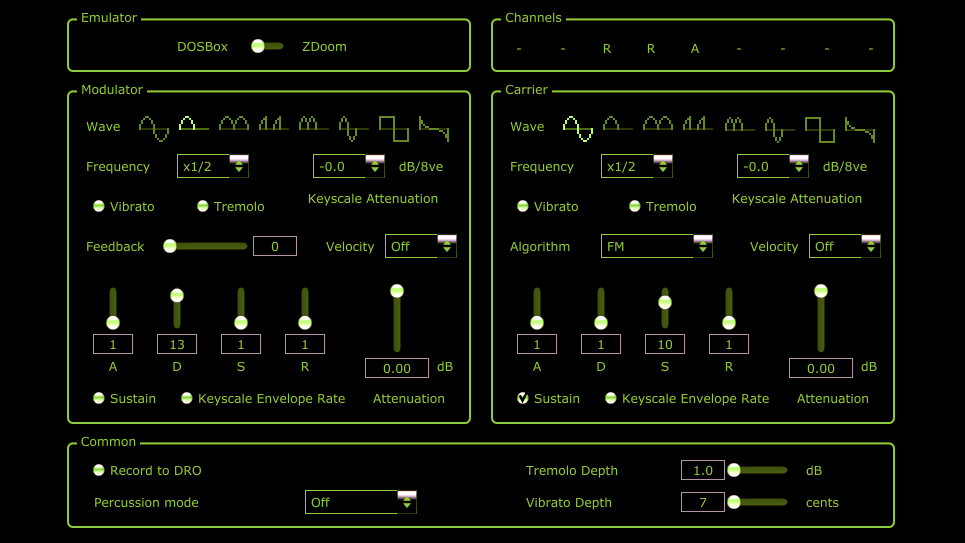 Emulator
DOSBox ZDoom
Channels
- - R R A - - - -
Modulator
Wave
Frequency x1/2 -0.0 dB/8ve
Keyscale Attenuation
Vibrato Tremolo
Feedback 0 Velocity Off
1 13 1 1 0.00 dB
A D S R
Sustain Keyscale Envelope Rate Attenuation
Carrier
Wave
Frequency x1/2 -0.0 dB/8ve
Keyscale Attenuation
Vibrato Tremolo
Algorithm FM Velocity Off
1 1 10 1 0.00 dB
A D S R
Sustain Keyscale Envelope Rate Attenuation
Common
Record to DRO Tremolo Depth 1.0 dB
Percussion mode Off Vibrato Depth 7 cents